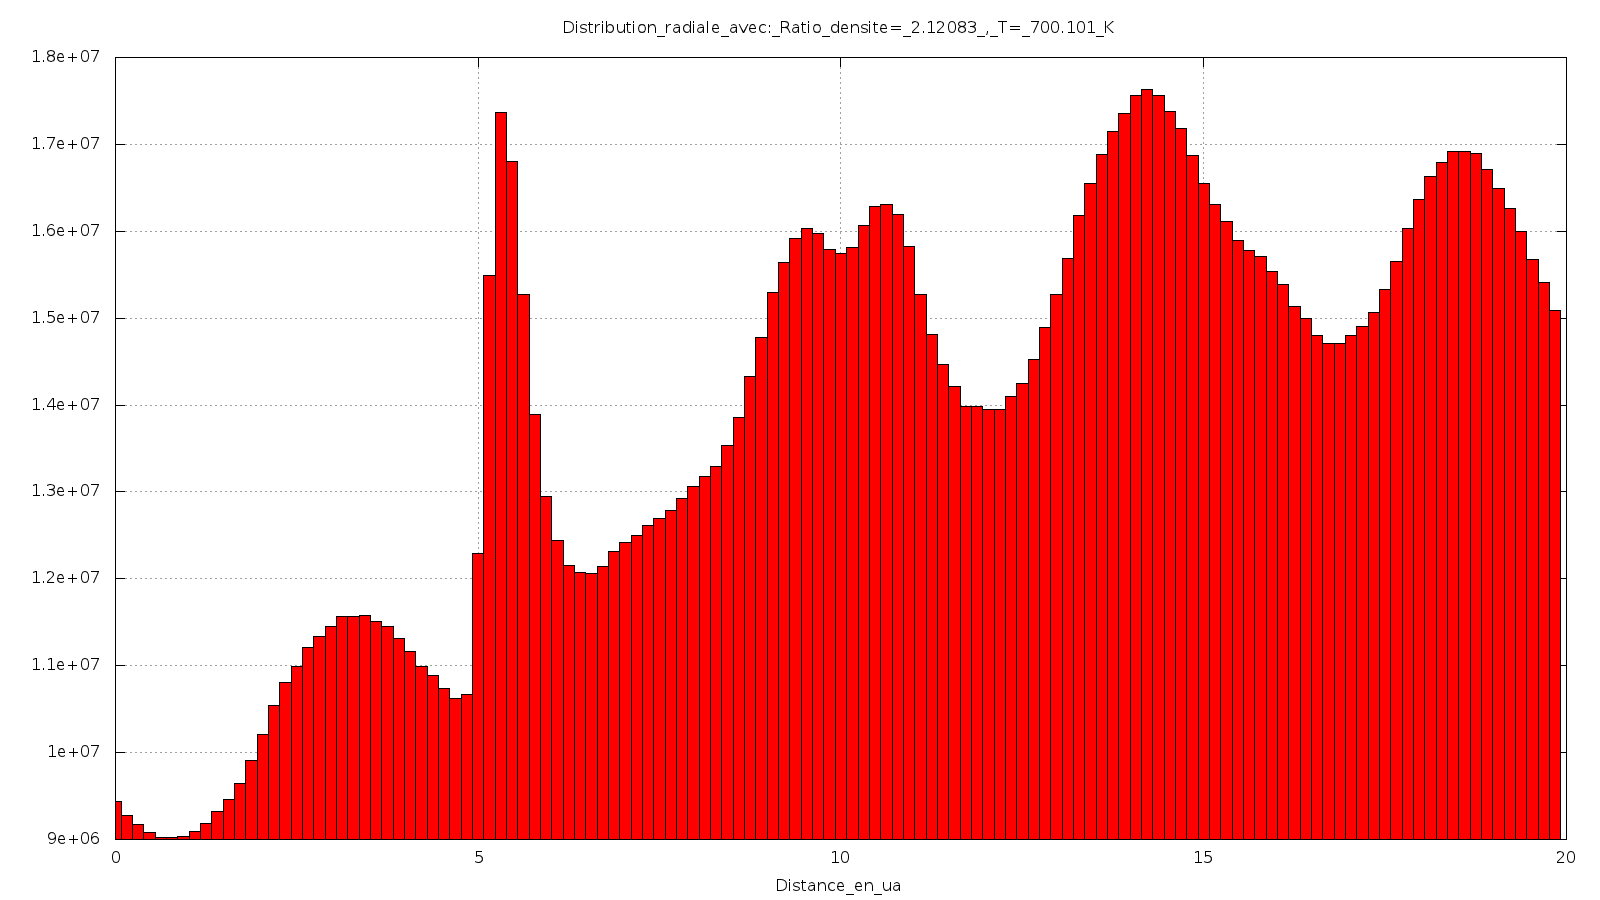 Distribution_radiale_avec:_Ratio_densite=_2.12083_,_T=_700.101_K
1.8e+07
1.7e+07
1.6e+07
1.5e+07
1.4e+07
1.3e+07
1.2e+07
1.1e+07
1e+07
9e+06
0 5 10 15 20
Distance_en_ua